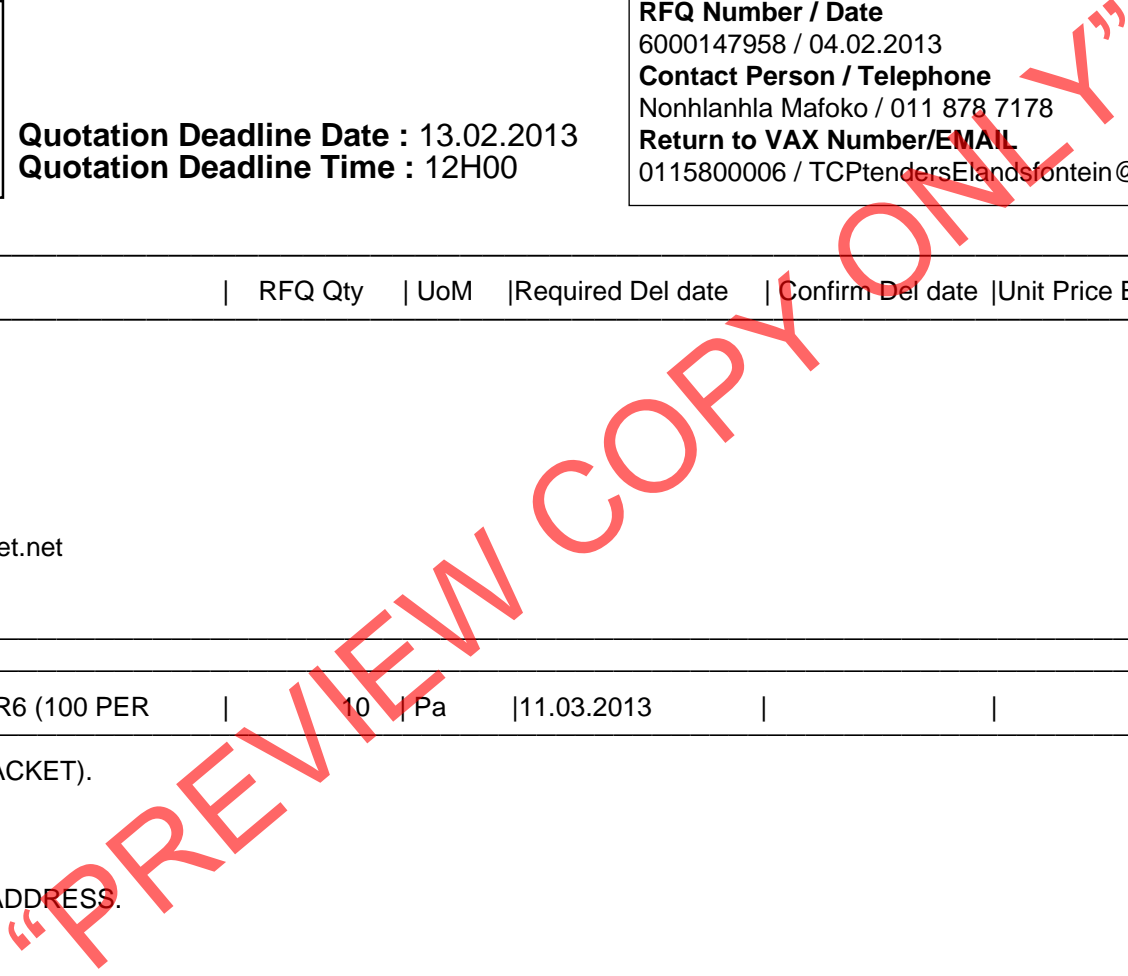 RFQ Number / Date
6000147958 / 04.02.2013
Contact Person / Telephone
Nonhlanhla Mafoko / 011 878 7178
Return to VAX Number/EMAIL
0115800006 / TCPtendersElandsfontein@
Quotation Deadline Date : 13.02.2013
Quotation Deadline Time : 12H00
| RFQ Qty | UoM |Required Del date | Confirm Del date |Unit Price E
et.net
R6 (100 PER | 10 | Pa |11.03.2013 | |
ACKET).
ADDRESS.
“PREVIEW COPY ONLY”